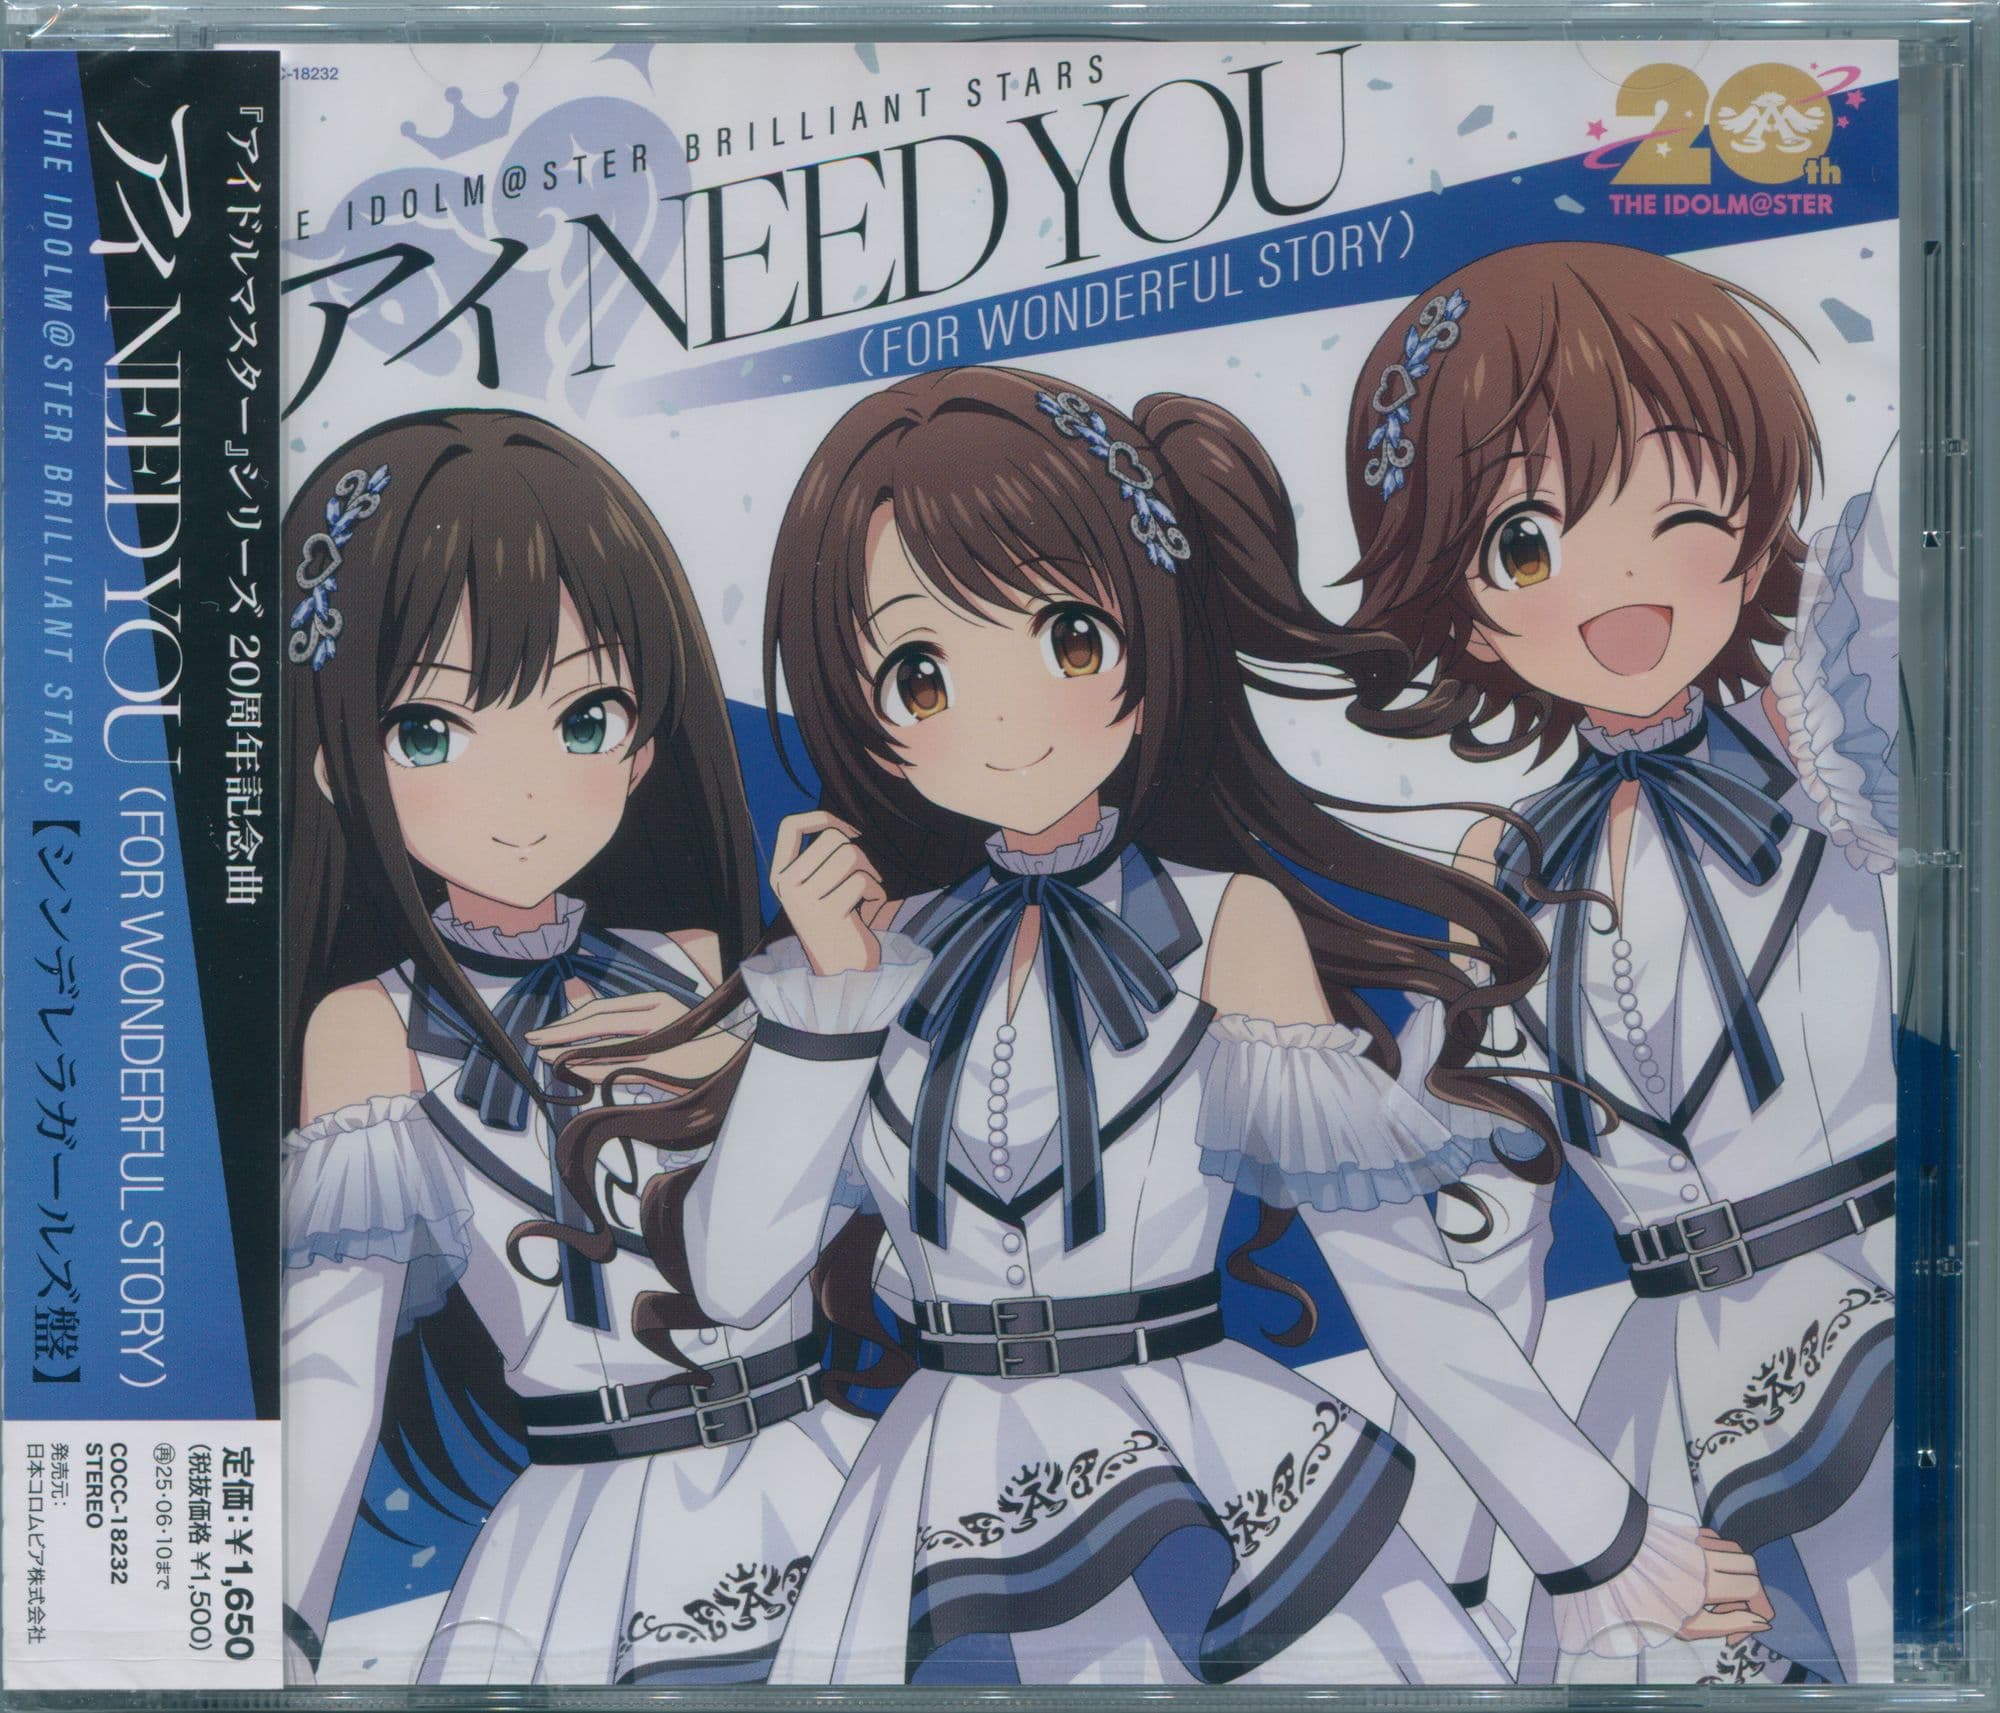 『アイドルマスター』シリーズ 20周年記念曲
アイ NEED YOU (FOR WONDERFUL STORY)
THE IDOLM@STER BRILLIANT STARS 【シンデレラガールズ盤】
定価:¥1,650
(税抜価格 ¥1,500)
㊞25・06・10まで
COCC-18232
STEREO
発売元:
日本コロムビア株式会社
C-18232
E IDOLM@STER BRILLIANT STARS
アイ NEED YOU
(FOR WONDERFUL STORY)
20th
THE IDOLM@STER